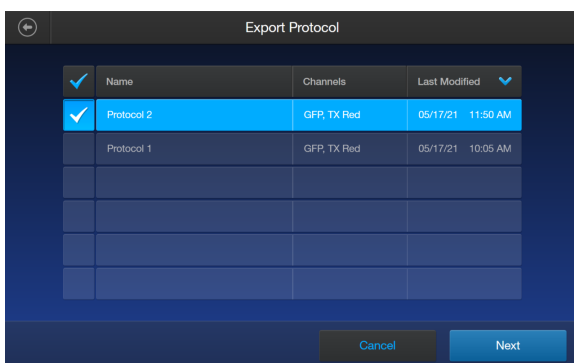 Export Protocol
Name Channels Last Modified
Protocol 2 GFP, TX Red 05/17/21 11:50 AM
Protocol 1 GFP, TX Red 05/17/21 10:05 AM
Cancel Next